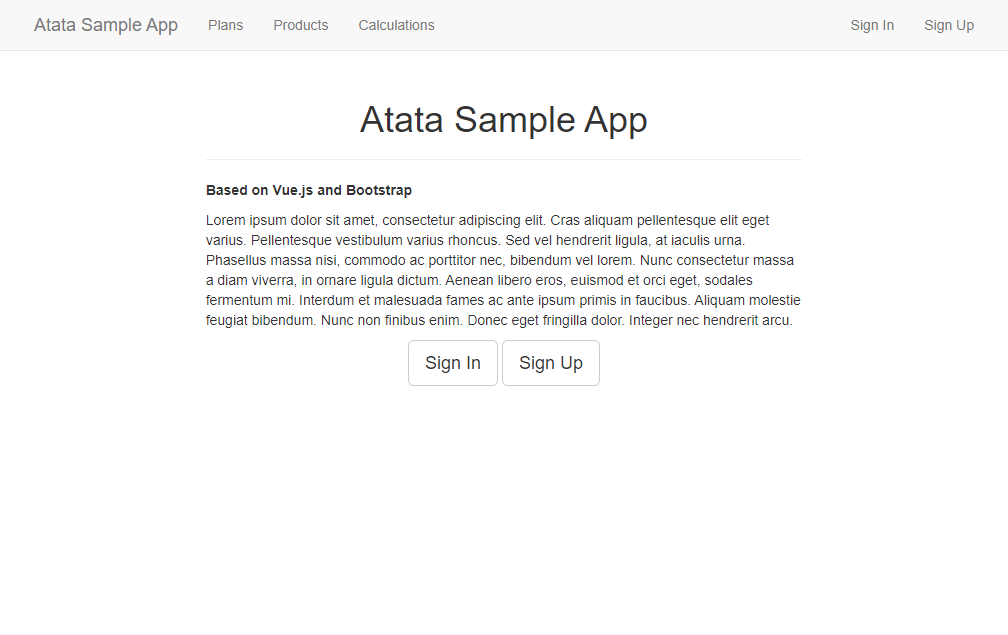 Atata Sample App Plans Products Calculations Sign In Sign Up
Atata Sample App
Based on Vue.js and Bootstrap
Lorem ipsum dolor sit amet, consectetur adipiscing elit. Cras aliquam pellentesque elit eget
varius. Pellentesque vestibulum varius rhoncus. Sed vel hendrerit ligula, at iaculis urna.
Phasellus massa nisi, commodo ac porttitor nec, bibendum vel lorem. Nunc consectetur massa
a diam viverra, in ornare ligula dictum. Aenean libero eros, euismod et orci eget, sodales
fermentum mi. Interdum et malesuada fames ac ante ipsum primis in faucibus. Aliquam molestie
feugiat bibendum. Nunc non finibus enim. Donec eget fringilla dolor. Integer nec hendrerit arcu.
Sign In Sign Up